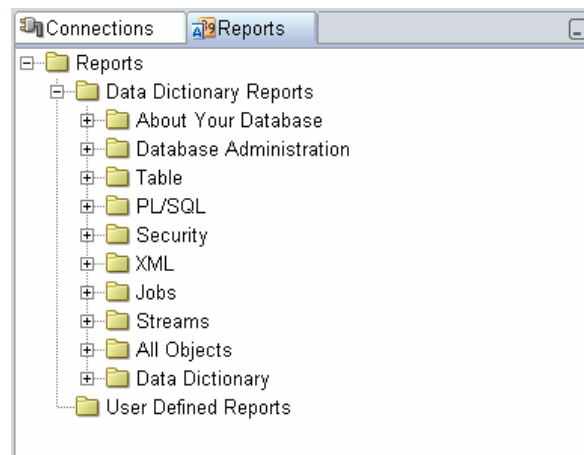 Connections Reports
Reports
Data Dictionary Reports
About Your Database
Database Administration
Table
PL/SQL
Security
XML
Jobs
Streams
All Objects
Data Dictionary
User Defined Reports